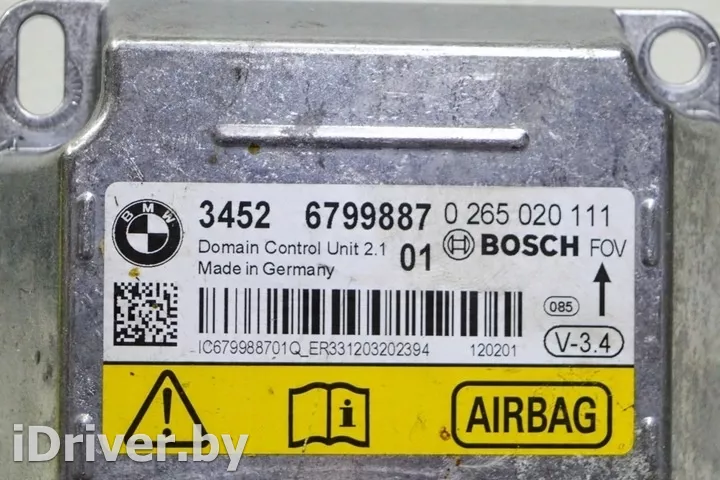 BMW
3452 6799887 0 265 020 111
Domain Control Unit 2.1 01 BOSCH FOV
Made in Germany
085
IC679988701Q_ER331203202394 120201
V-3.4
i
AIRBAG
iDriver.by